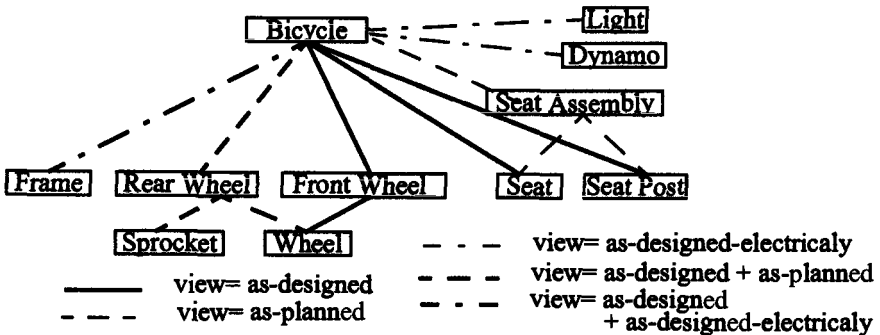 Light
Bicycle
Dynamo
Seat Assembly
Frame
Rear Wheel
Front Wheel
Seat
Seat Post
Sprocket
Wheel
view= as-designed-electricaly
view= as-designed
view= as-designed + as-planned
view= as-planned
view= as-designed
+ as-designed-electricaly